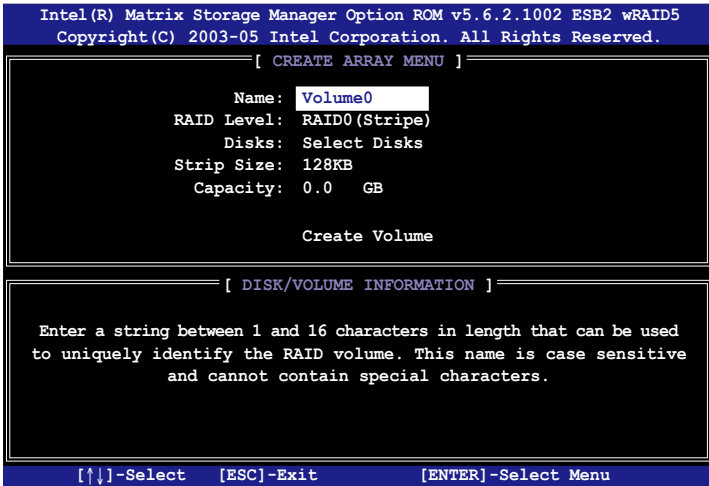 Intel(R) Matrix Storage Manager Option ROM v5.6.2.1002 ESB2 wRAID5
Copyright(C) 2003-05 Intel Corporation. All Rights Reserved.
[ CREATE ARRAY MENU ]
Name: Volume0
RAID Level: RAID0(Stripe)
Disks: Select Disks
Strip Size: 128KB
Capacity: 0.0 GB
Create Volume
[ DISK/VOLUME INFORMATION ]
Enter a string between 1 and 16 characters in length that can be used
to uniquely identify the RAID volume. This name is case sensitive
and cannot contain special characters.
[↑↓]-Select [ESC]-Exit [ENTER]-Select Menu